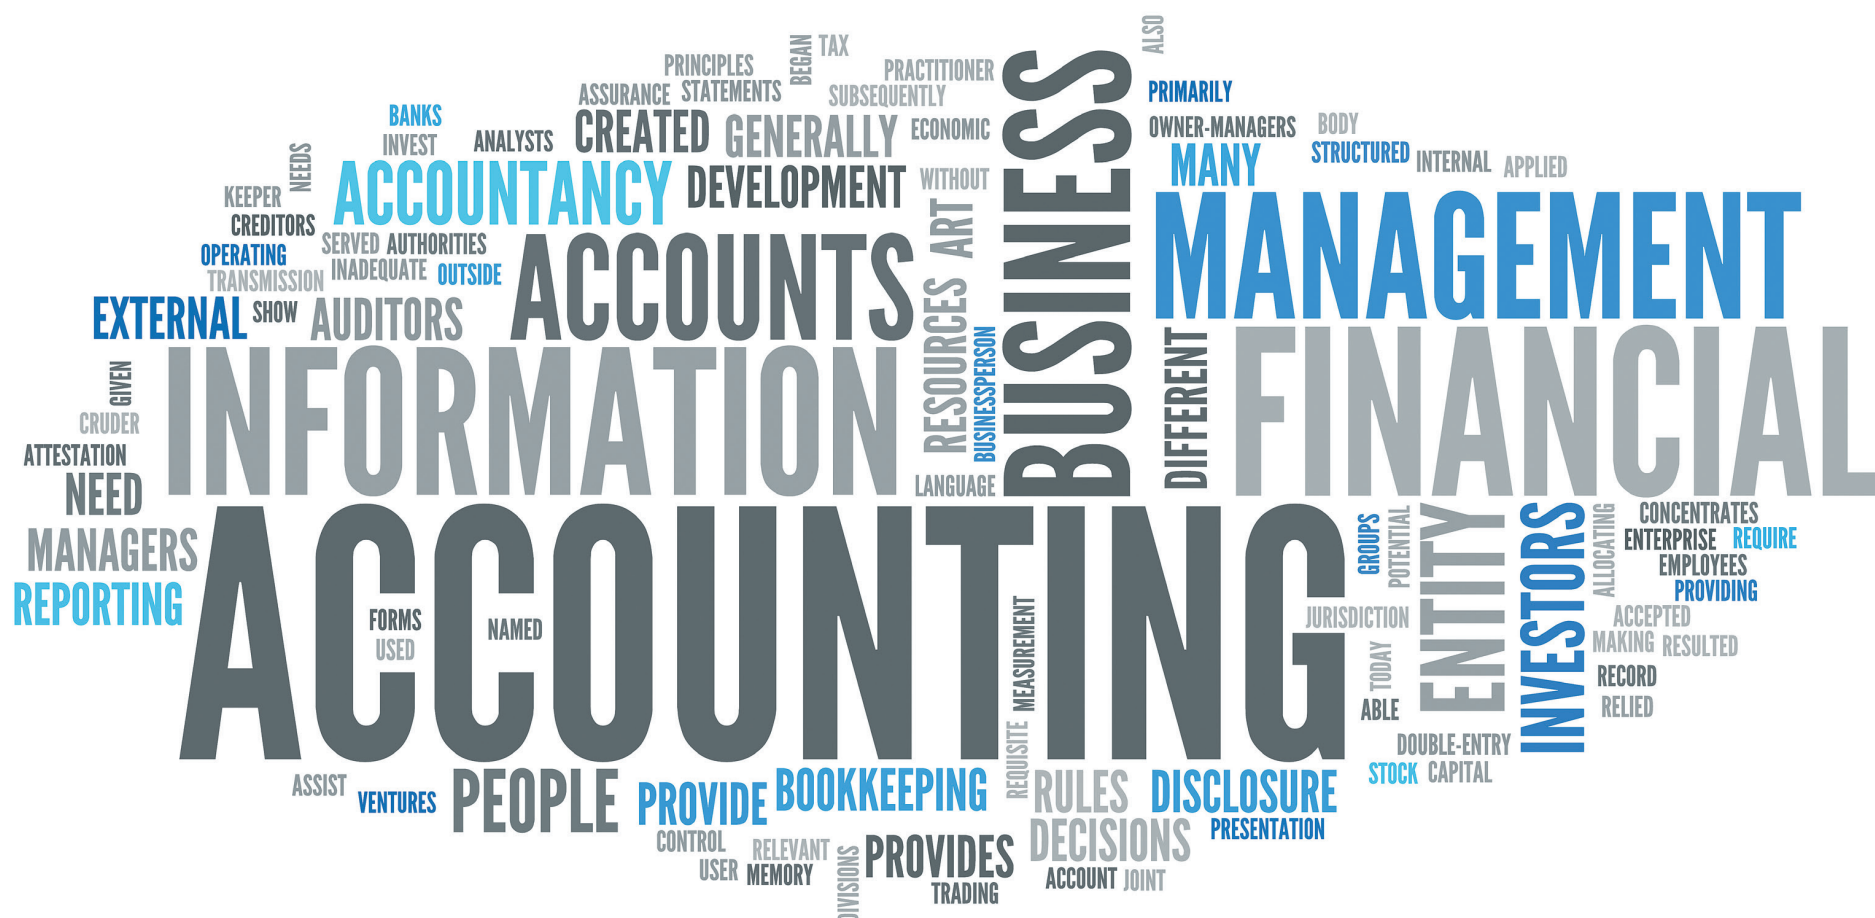 ALSO
BEGAN
TAX
PRINCIPLES
PRACTITIONER
ASSURANCE
STATEMENTS
SUBSEQUENTLY
PRIMARILY
BANKS
CREATED
GENERALLY
ECONOMIC
BUSINESS
OWNER-MANAGERS
BODY
INVEST
ANALYSTS
MANY
STRUCTURED
INTERNAL
APPLIED
NEEDS
ACCOUNTANCY
DEVELOPMENT
WITHOUT
KEEPER
CREDITORS
ART
MANAGEMENT
SERVED
AUTHORITIES
OPERATING
ACCOUNTS
TRANSMISSION
INADEQUATE
OUTSIDE
EXTERNAL
SHOW
AUDITORS
RESOURCES
BUSINESSPERSON
DIFFERENT
FINANCIAL
GIVEN
INFORMATION
CRUDER
ATTESTATION
NEED
LANGUAGE
MANAGERS
REPORTING
ACCOUNTING
FORMS
USED
NAMED
MEASUREMENT
GROUPS
POTENTIAL
ENTITY
INVESTORS
ALLOCATING
CONCENTRATES
ENTERPRISE
REQUIRE
EMPLOYEES
PROVIDING
JURISDICTION
ACCEPTED
MAKING
RESULTED
TODAY
RECORD
ABLE
RELIED
DOUBLE-ENTRY
STOCK
CAPITAL
ASSIST
VENTURES
PEOPLE
PROVIDE
BOOKKEEPING
REQUISITE
RULES
DISCLOSURE
PRESENTATION
CONTROL
RELEVANT
DECISIONS
USER
MEMORY
DIVISIONS
PROVIDES
TRADING
ACCOUNT
JOINT